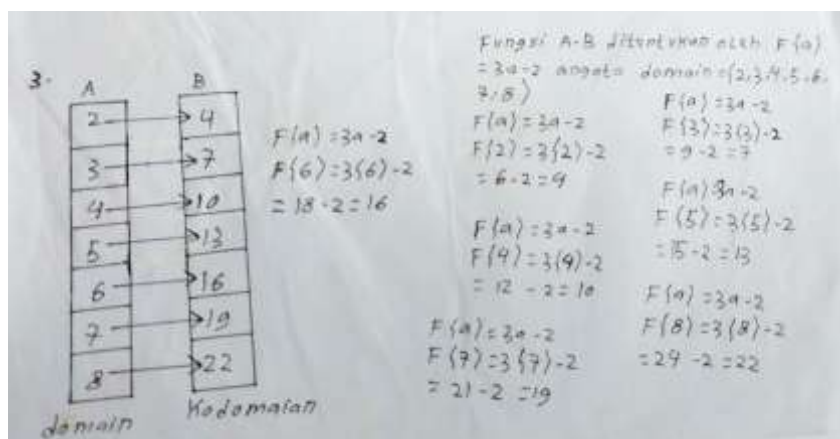 3.
A
B
2 4
3 7
4 10
5 13
6 16
7 19
8 22
domain
Kodomaian
F(a) = 3a - 2
F(6) = 3(6) - 2
= 18 - 2 = 16
Fungsi A-B ditentukan oleh F(a)
= 3a-2 angota domain = {2,3,4,5,6,
7,8}
F(a) = 3a - 2
F(2) = 3(2) - 2
= 6 - 2 = 4
F(a) = 3a - 2
F(3) = 3(3) - 2
= 9 - 2 = 7
F(a) = 3a - 2
F(4) = 3(4) - 2
= 12 - 2 = 10
F(a) 3a - 2
F(5) = 3(5) - 2
= 15 - 2 = 13
F(a) = 3a - 2
F(7) = 3(7) - 2
= 21 - 2 = 19
F(a) = 3a - 2
F(8) = 3(8) - 2
= 24 - 2 = 22